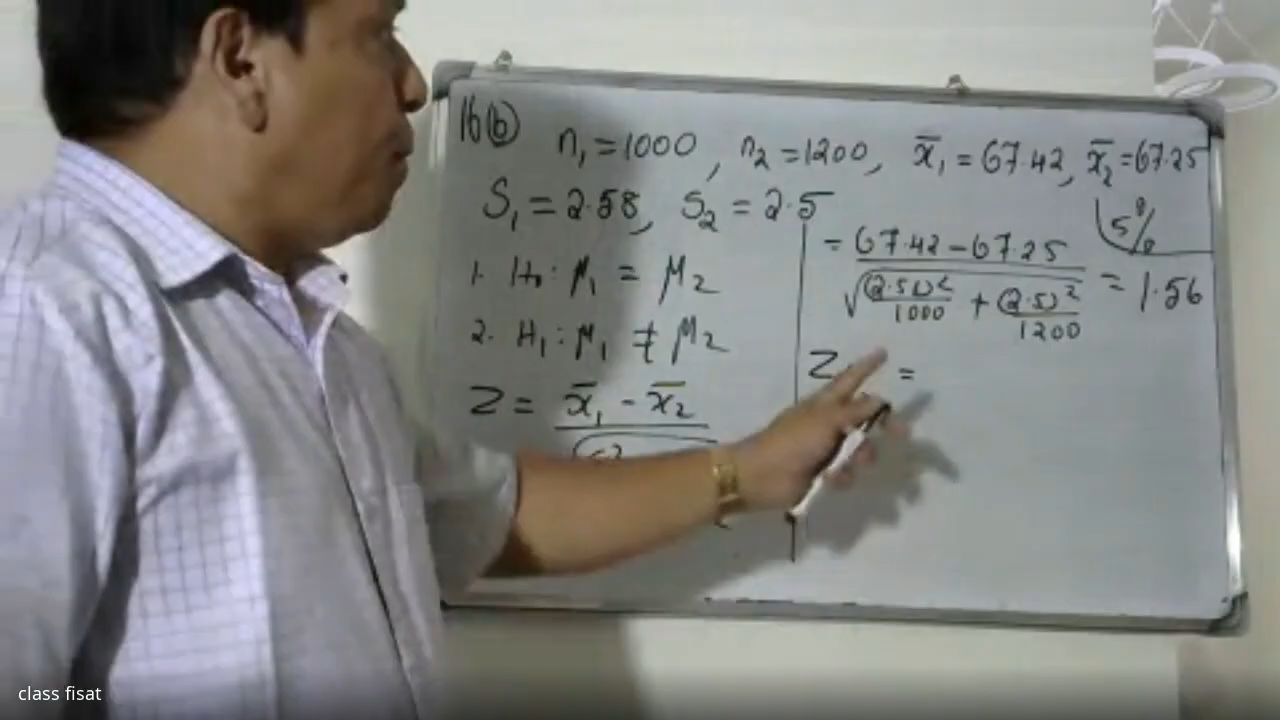 16(b) n₁ = 1000, n₂ = 1200, x̄₁ = 67.42, x̄₂ = 67.25
S₁ = 2.58, S₂ = 2.5
5%
1. H₀: μ₁ = μ₂
2. H₁: μ₁ ≠ μ₂
Z = x̄₁ - x̄₂
= 67.42 - 67.25 / √((2.58)²/1000 + (2.5)²/1200) = 1.56
Z =
class fisat